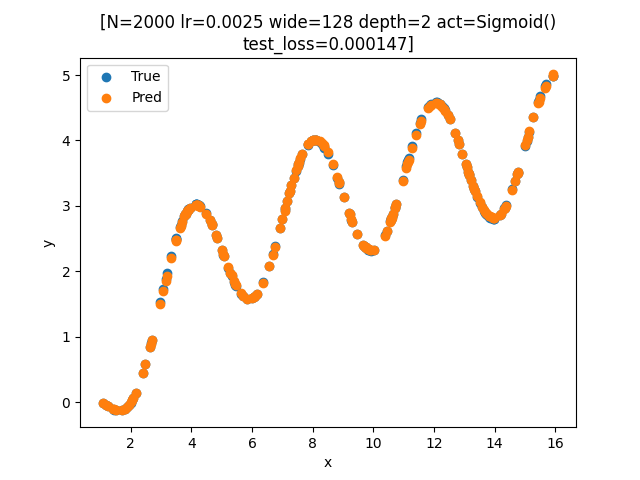 [N=2000 lr=0.0025 wide=128 depth=2 act=Sigmoid()
test_loss=0.000147]
True
Pred
5
4
3
2
1
0
y
2 4 6 8 10 12 14 16
x